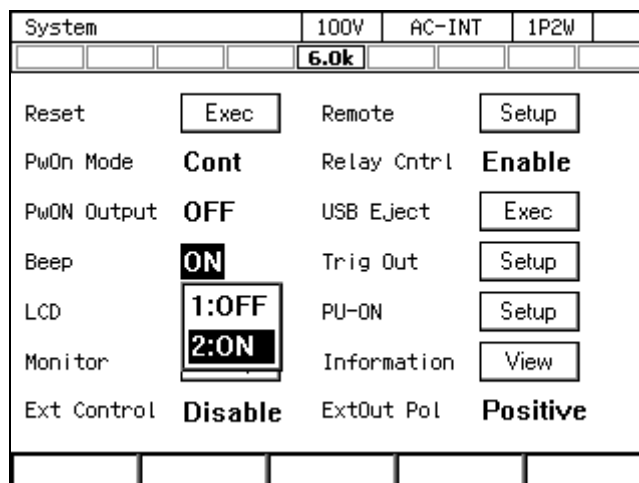 System 100V AC-INT 1P2W
6.0k
Reset Exec Remote Setup
PwOn Mode Cont Relay Cntrl Enable
PwON Output OFF USB Eject Exec
Beep ON Trig Out Setup
LCD 1:OFF PU-ON Setup
2:ON
Monitor Information View
Ext Control Disable ExtOut Pol Positive